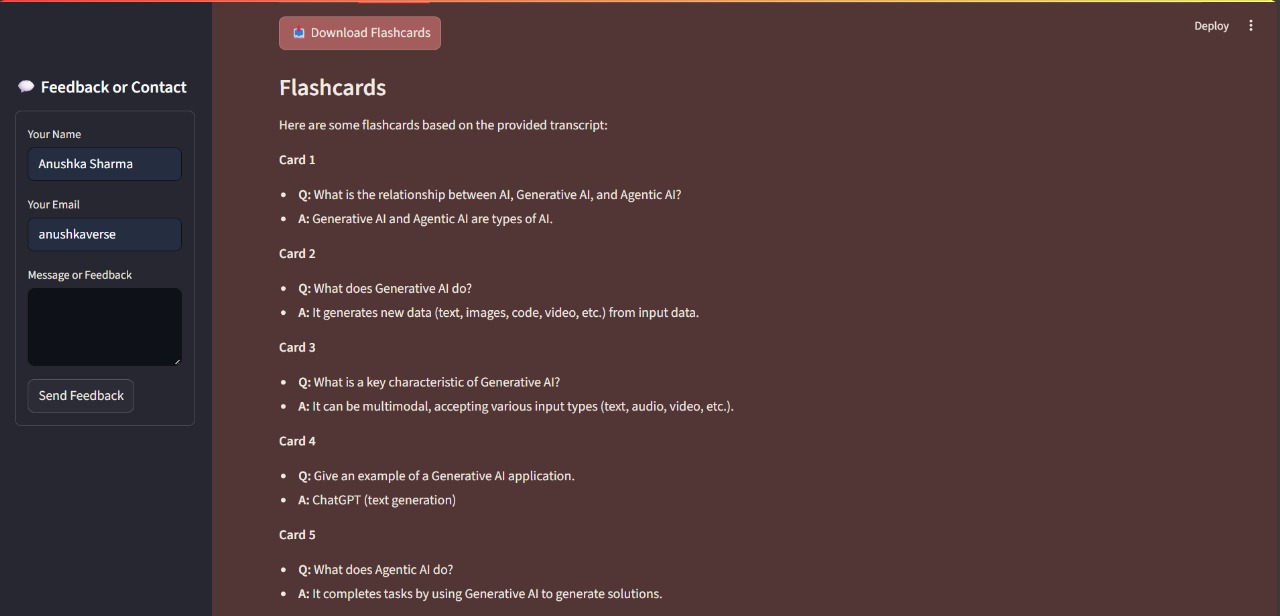 Feedback or Contact
Your Name
Anushka Sharma
Your Email
anushkaverse
Message or Feedback
Send Feedback
Deploy
Download Flashcards
Flashcards
Here are some flashcards based on the provided transcript:
Card 1
• Q: What is the relationship between AI, Generative AI, and Agentic AI?
• A: Generative AI and Agentic AI are types of AI.
Card 2
• Q: What does Generative AI do?
• A: It generates new data (text, images, code, video, etc.) from input data.
Card 3
• Q: What is a key characteristic of Generative AI?
• A: It can be multimodal, accepting various input types (text, audio, video, etc.).
Card 4
• Q: Give an example of a Generative AI application.
• A: ChatGPT (text generation)
Card 5
• Q: What does Agentic AI do?
• A: It completes tasks by using Generative AI to generate solutions.